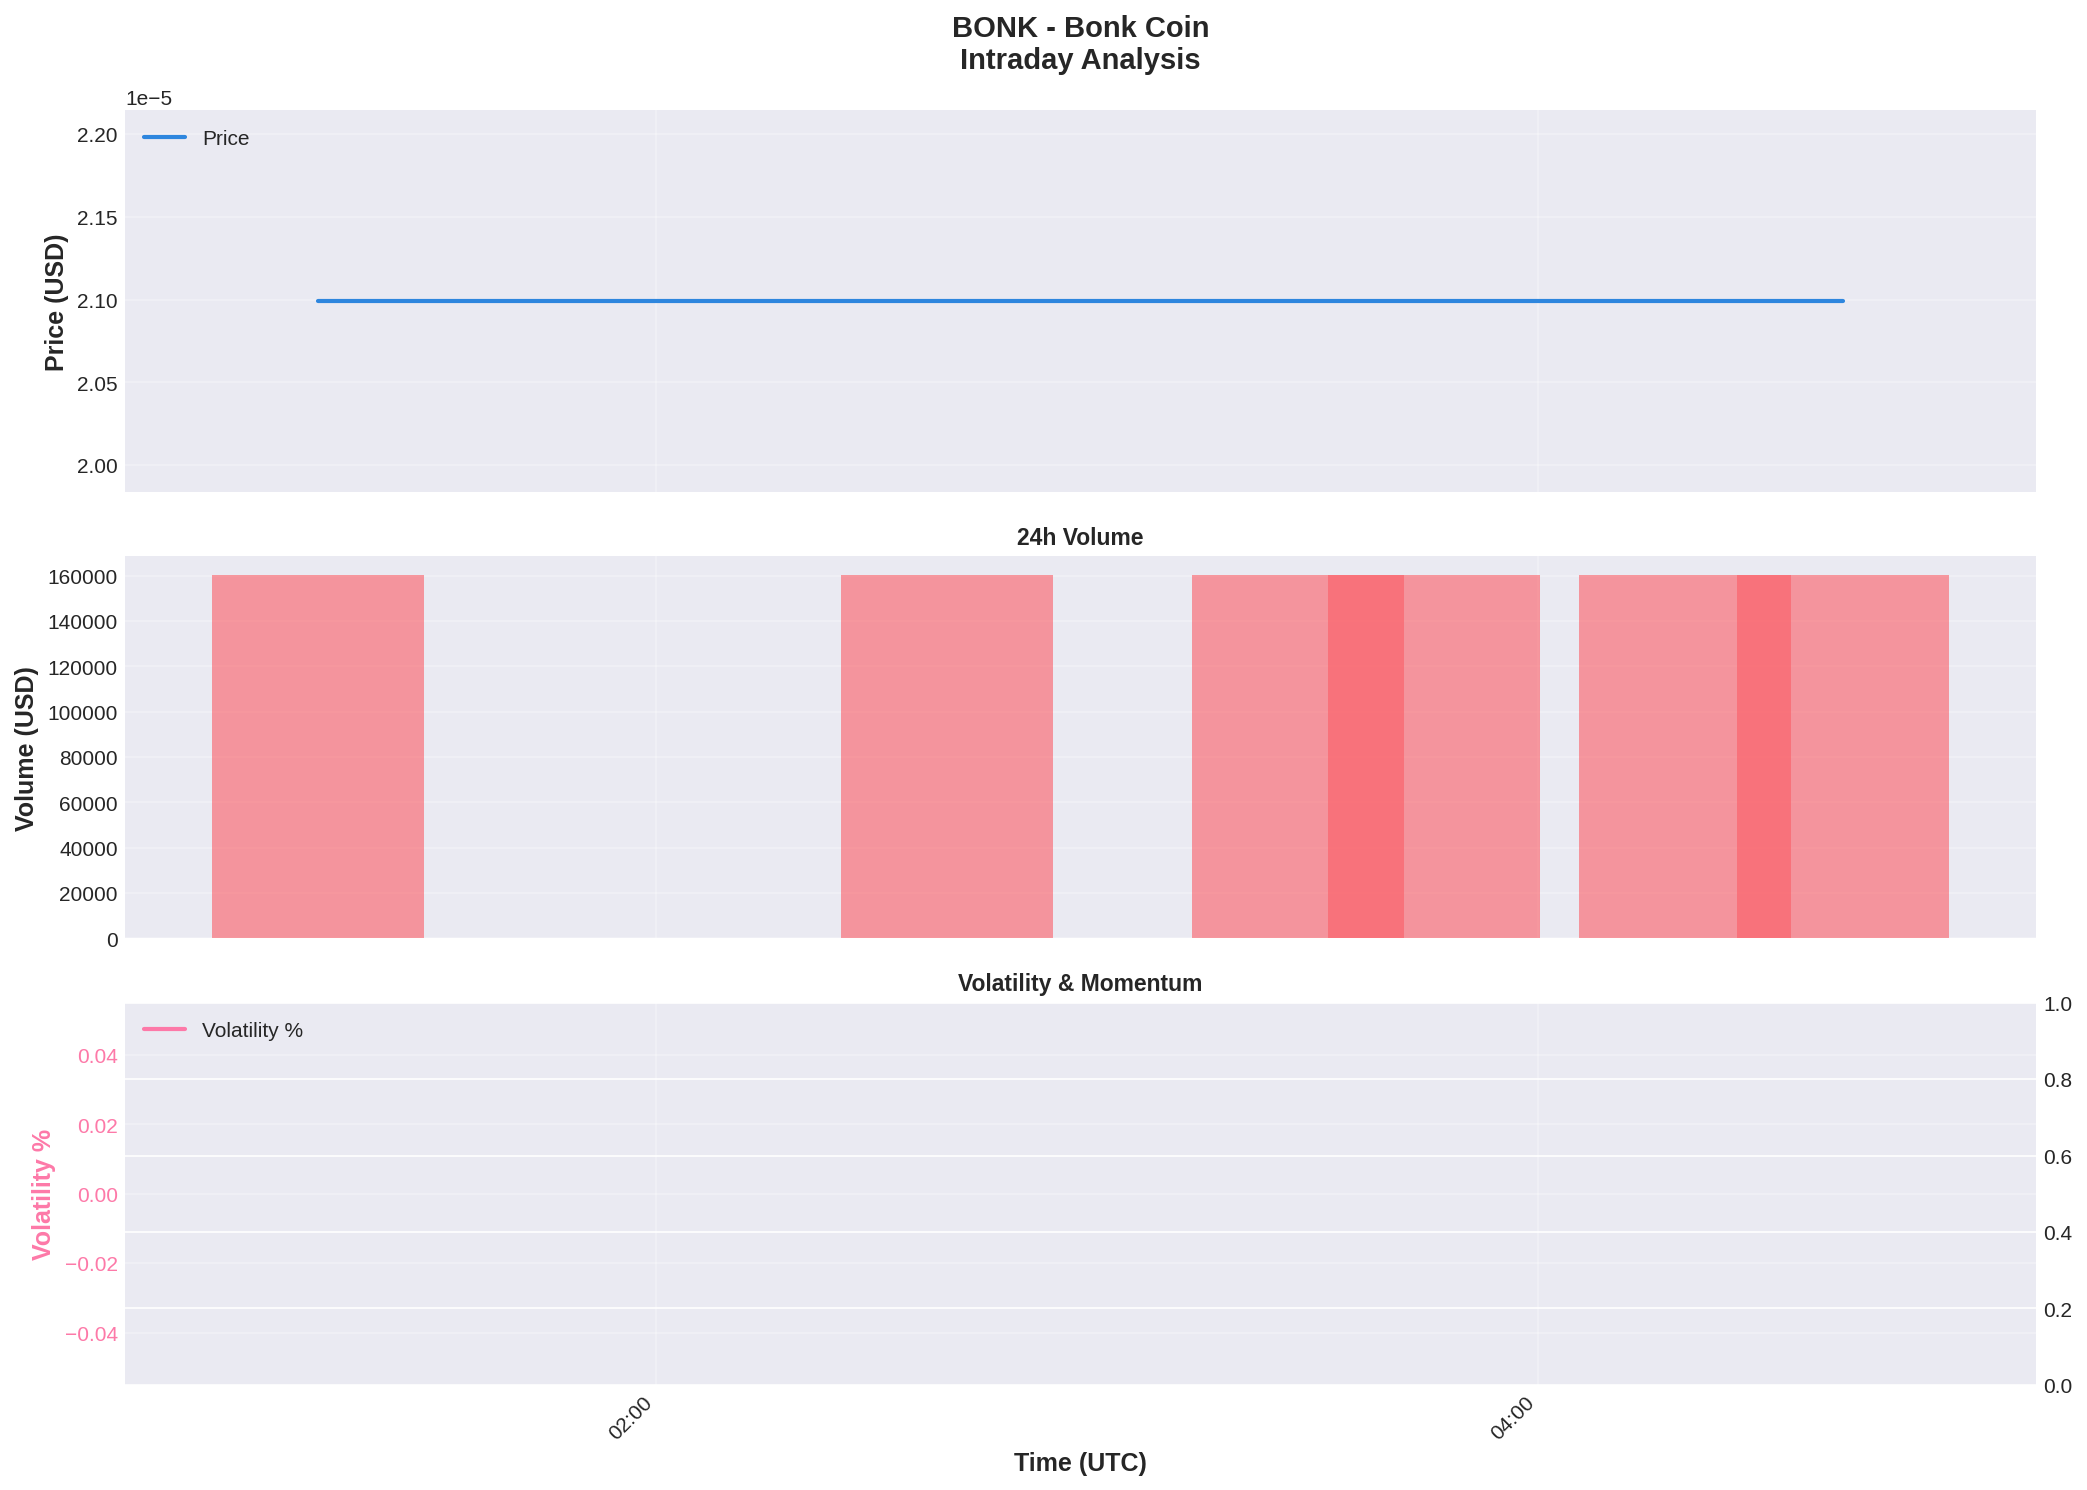 BONK - Bonk Coin
Intraday Analysis
1e−5
2.20
2.15
2.10
2.05
2.00
Price (USD)
Price
24h Volume
160000
140000
120000
100000
80000
60000
40000
20000
0
Volume (USD)
Volatility & Momentum
Volatility %
0.04
0.02
0.00
−0.02
−0.04
Volatility %
1.0
0.8
0.6
0.4
0.2
0.0
02:00
04:00
Time (UTC)